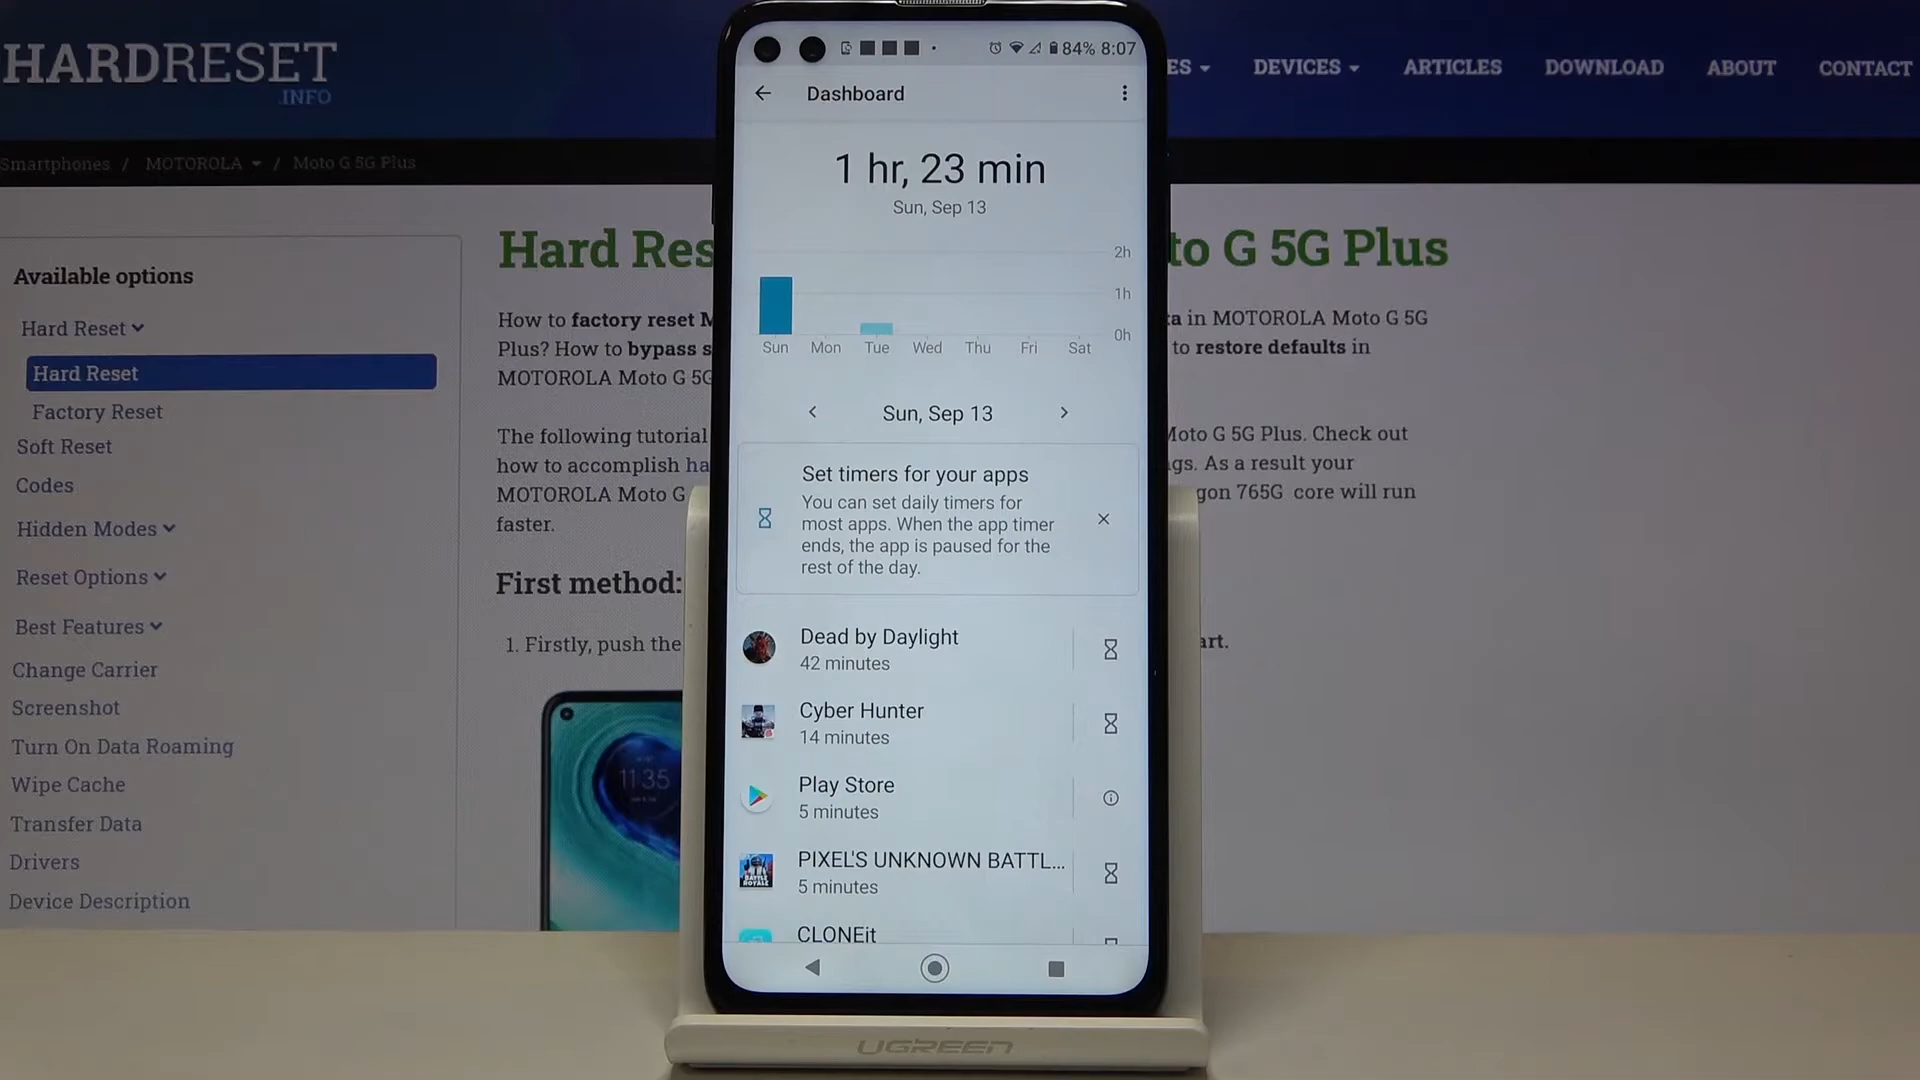 HARDRESET
.INFO
ES
DEVICES
ARTICLES
DOWNLOAD
ABOUT
CONTACT
Smartphones / MOTOROLA / Moto G 5G Plus
Available options
Hard Reset
Hard Reset
Factory Reset
Soft Reset
Codes
Hidden Modes
Reset Options
Best Features
Change Carrier
Screenshot
Turn On Data Roaming
Wipe Cache
Transfer Data
Drivers
Device Description
Hard Res
to G 5G Plus
How to factory reset M
a in MOTOROLA Moto G 5G
Plus? How to bypass s
to restore defaults in
MOTOROLA Moto G 5G
The following tutorial
Moto G 5G Plus. Check out
how to accomplish ha
gs. As a result your
MOTOROLA Moto G
gon 765G core will run
faster.
First method:
1. Firstly, push the
art.
11:35
84% 8:07
Dashboard
1 hr, 23 min
Sun, Sep 13
2h
1h
0h
Sun Mon Tue Wed Thu Fri Sat
Sun, Sep 13
Set timers for your apps
You can set daily timers for
most apps. When the app timer
ends, the app is paused for the
rest of the day.
Dead by Daylight
42 minutes
Cyber Hunter
14 minutes
Play Store
5 minutes
PIXEL'S UNKNOWN BATTL...
5 minutes
BATTLE
ROYALE
CLONEit
UGREEN